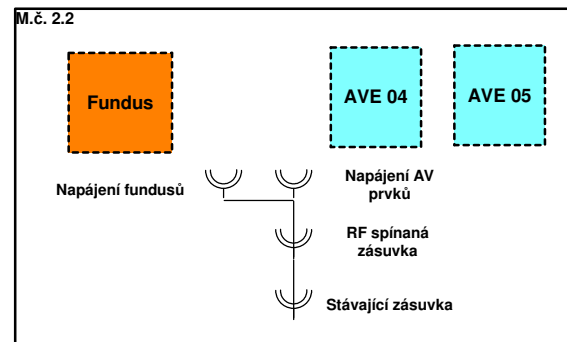 M.č. 2.2
Fundus
AVE 04
AVE 05
Napájení fundusů
Napájení AV
prvků
RF spínaná
zásuvka
Stávající zásuvka